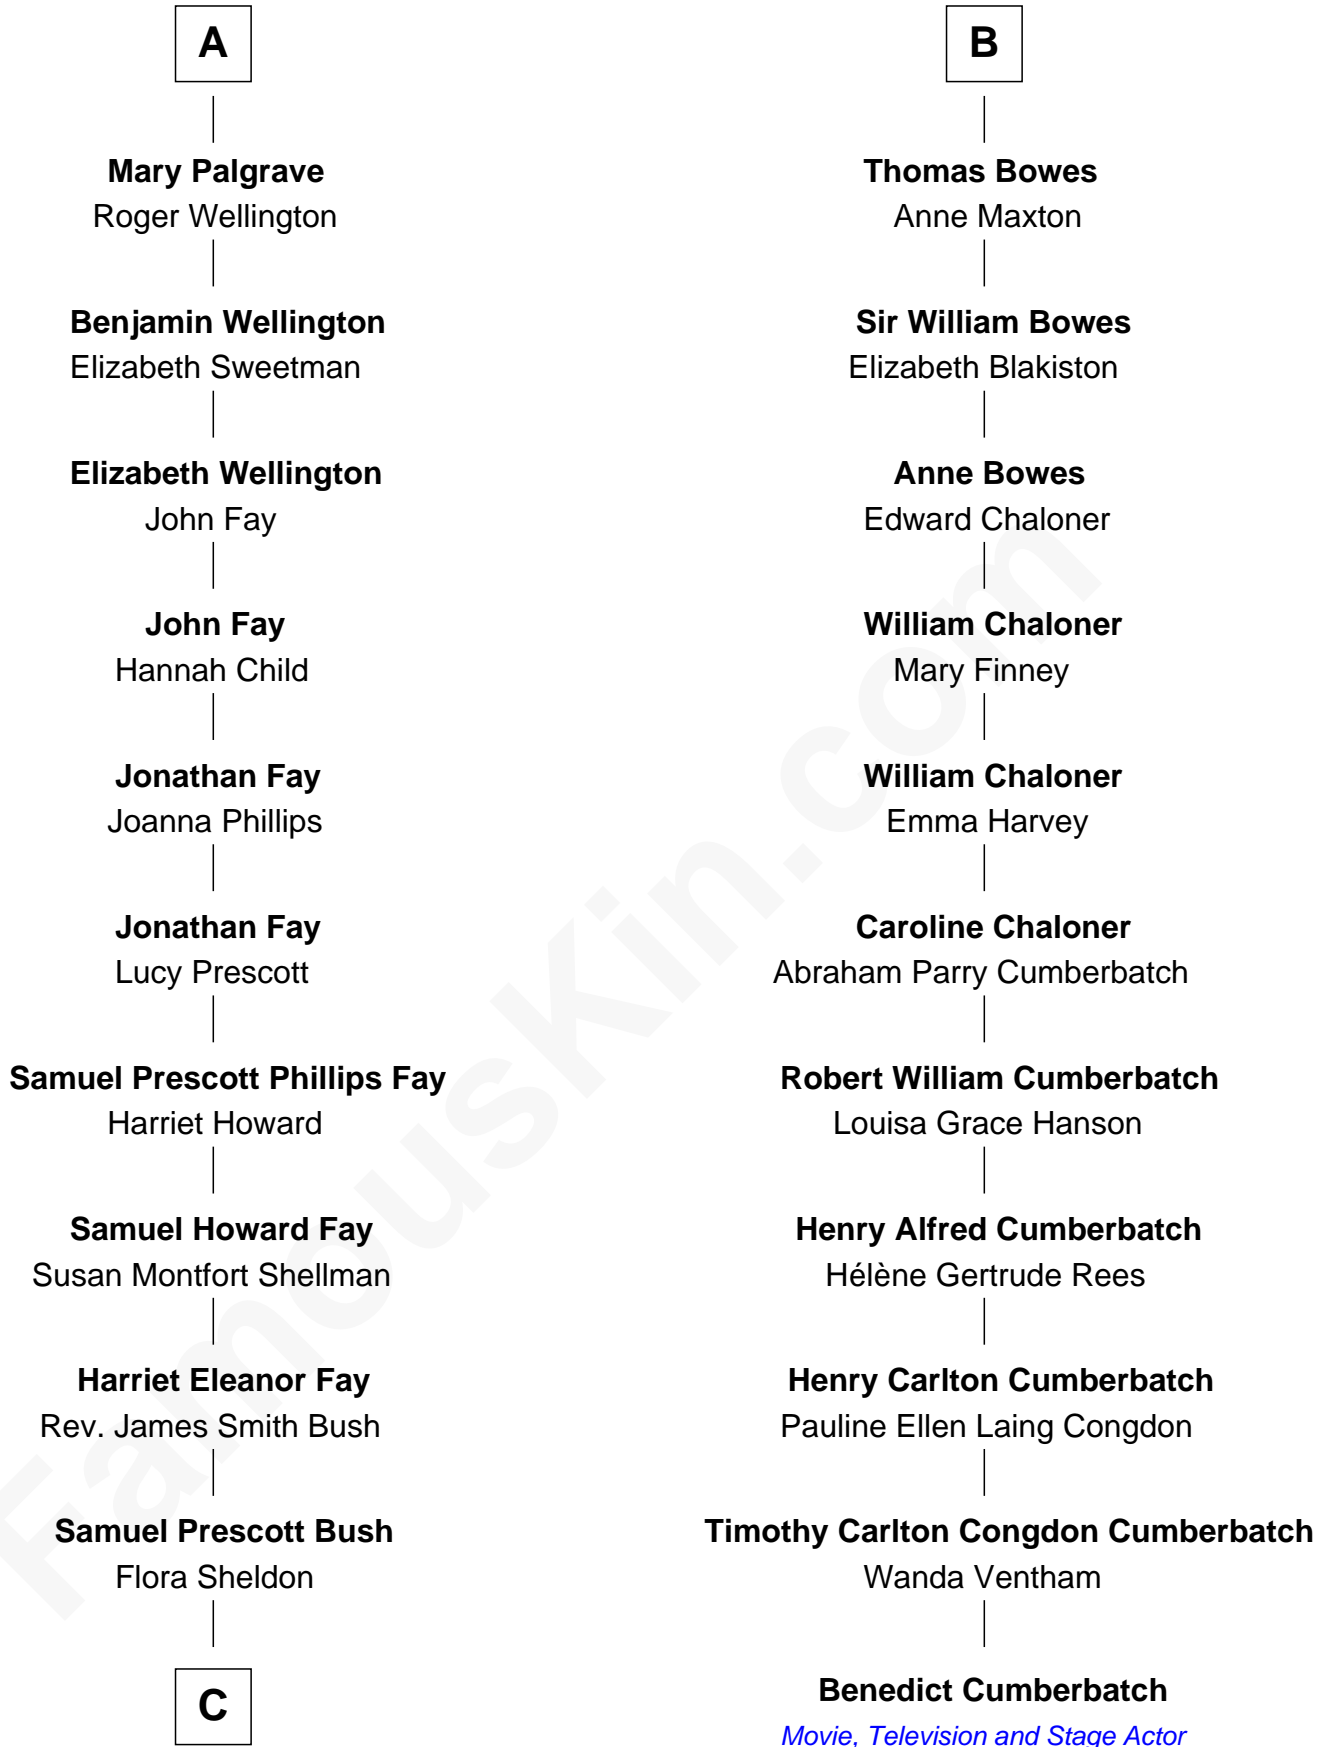 A
Mary Palgrave
Roger Wellington
Benjamin Wellington
Elizabeth Sweetman
Elizabeth Wellington
John Fay
John Fay
Hannah Child
Jonathan Fay
Joanna Phillips
Jonathan Fay
Lucy Prescott
Samuel Prescott Phillips Fay
Harriet Howard
Samuel Howard Fay
Susan Montfort Shellman
Harriet Eleanor Fay
Rev. James Smith Bush
Samuel Prescott Bush
Flora Sheldon
C
B
Thomas Bowes
Anne Maxton
Sir William Bowes
Elizabeth Blakiston
Anne Bowes
Edward Chaloner
William Chaloner
Mary Finney
William Chaloner
Emma Harvey
Caroline Chaloner
Abraham Parry Cumberbatch
Robert William Cumberbatch
Louisa Grace Hanson
Henry Alfred Cumberbatch
Hélène Gertrude Rees
Henry Carlton Cumberbatch
Pauline Ellen Laing Congdon
Timothy Carlton Congdon Cumberbatch
Wanda Ventham
Benedict Cumberbatch
Movie, Television and Stage Actor
FamousKin.com